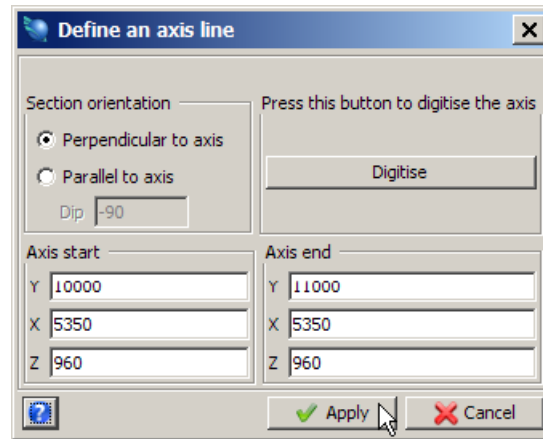 Define an axis line
Section orientation
Perpendicular to axis
Parallel to axis
Dip -90
Press this button to digitise the axis
Digitise
Axis start
Y 10000
X 5350
Z 960
Axis end
Y 11000
X 5350
Z 960
Apply
Cancel